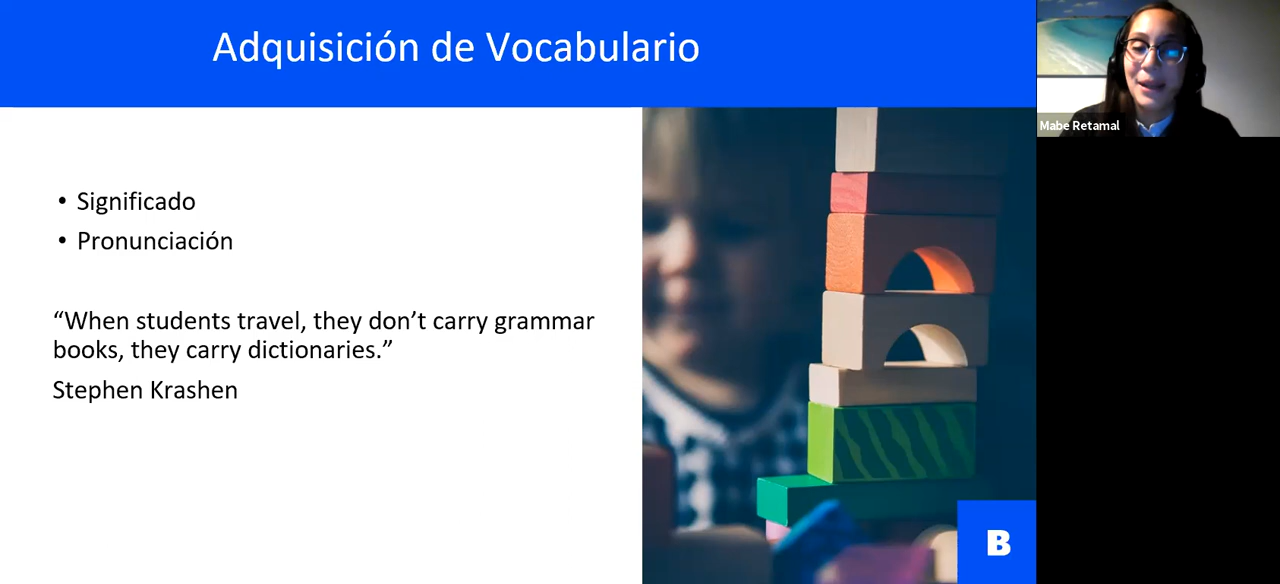 Adquisición de Vocabulario
Mabe Retamal
• Significado
• Pronunciación
“When students travel, they don’t carry grammar
books, they carry dictionaries.”
Stephen Krashen
B